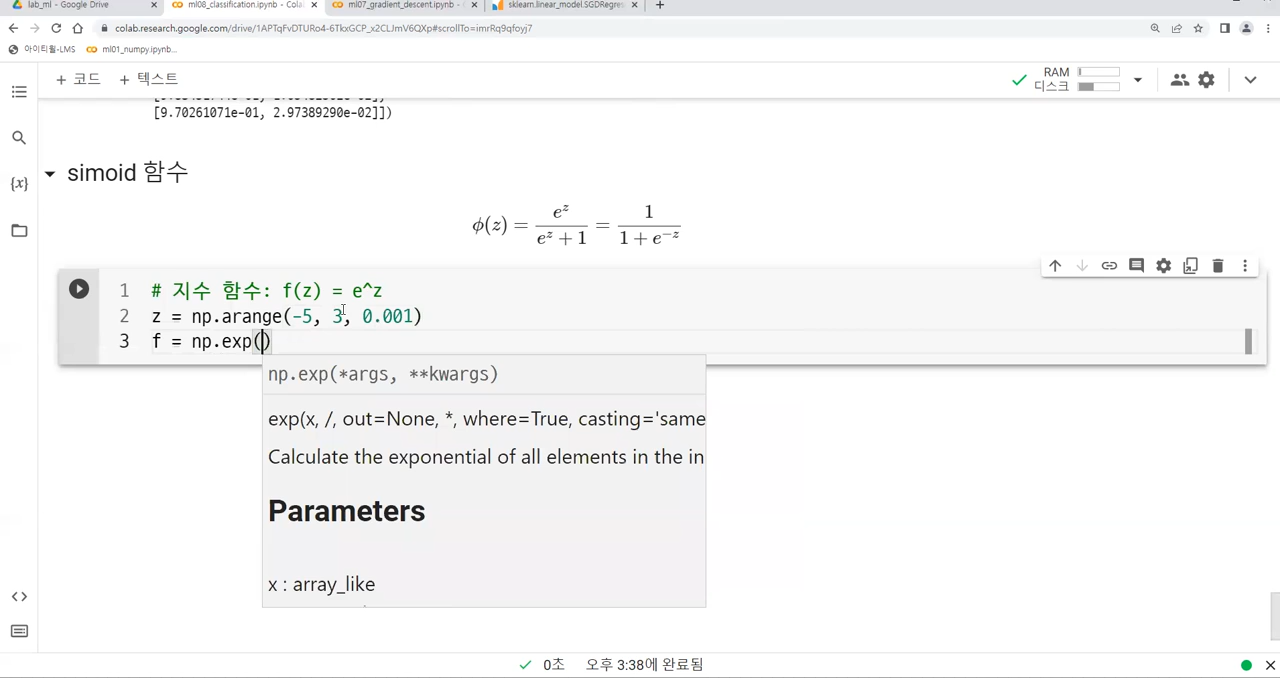 lab_ml - Google Drive
ml08_classification.ipynb - Colab
ml07_gradient_descent.ipynb - C
sklearn.linear_model.SGDRegres
colab.research.google.com/drive/1APTqFvDTURo4-6TkxGCP_x2CLJmV6QXp#scrollTo=imrRq9qfoyj7
아이티윌-LMS
ml01_numpy.ipynb...
+ 코드 + 텍스트
RAM
디스크
[9.70261071e-01, 2.97389290e-02]])
simoid 함수
ϕ(z) = e^z / (e^z + 1) = 1 / (1 + e^−z)
1 # 지수 함수: f(z) = e^z
2 z = np.arange(-5, 3, 0.001)
3 f = np.exp()
np.exp(*args, **kwargs)
exp(x, /, out=None, *, where=True, casting='same
Calculate the exponential of all elements in the in
Parameters
x : array_like
0초 오후 3:38에 완료됨